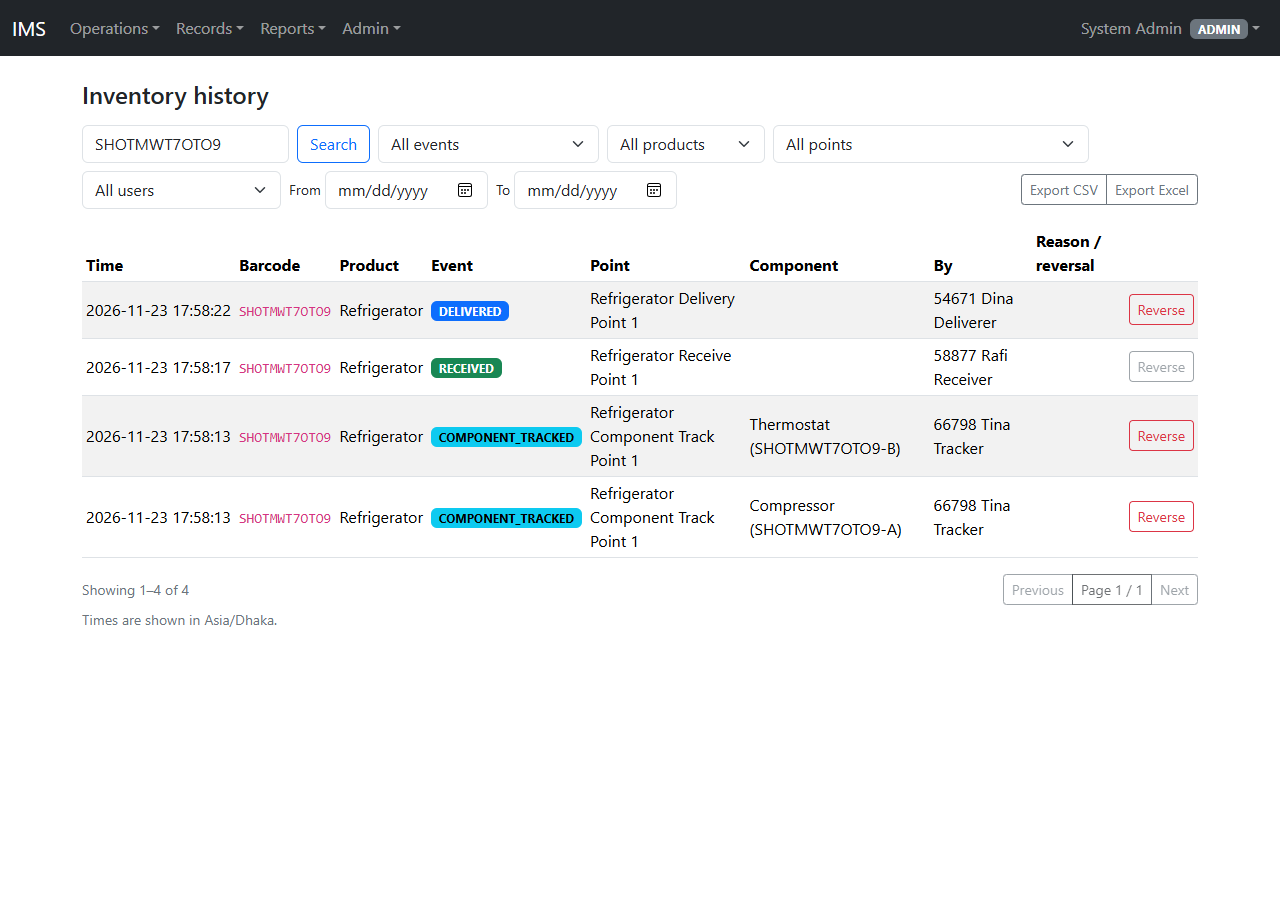 IMS Operations Records Reports Admin System Admin ADMIN
Inventory history
SHOTMWT7OTO9 Search All events All products All points
All users From mm/dd/yyyy To mm/dd/yyyy Export CSV Export Excel
Time Barcode Product Event Point Component By Reason / reversal
2026-11-23 17:58:22 SHOTMWT7OTO9 Refrigerator DELIVERED Refrigerator Delivery Point 1 54671 Dina Deliverer Reverse
2026-11-23 17:58:17 SHOTMWT7OTO9 Refrigerator RECEIVED Refrigerator Receive Point 1 58877 Rafi Receiver Reverse
2026-11-23 17:58:13 SHOTMWT7OTO9 Refrigerator COMPONENT_TRACKED Refrigerator Component Track Point 1 Thermostat (SHOTMWT7OTO9-B) 66798 Tina Tracker Reverse
2026-11-23 17:58:13 SHOTMWT7OTO9 Refrigerator COMPONENT_TRACKED Refrigerator Component Track Point 1 Compressor (SHOTMWT7OTO9-A) 66798 Tina Tracker Reverse
Showing 1–4 of 4 Previous Page 1 / 1 Next
Times are shown in Asia/Dhaka.